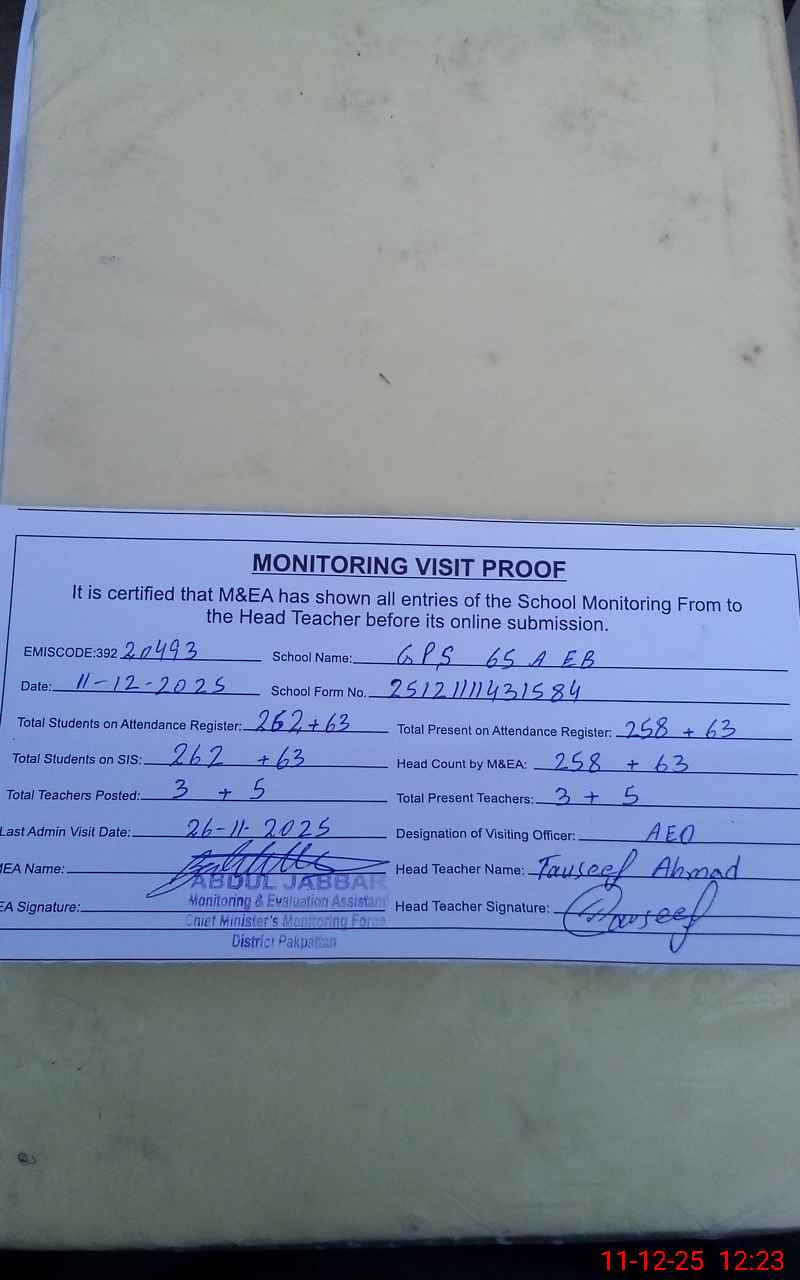 MONITORING VISIT PROOF
It is certified that M&EA has shown all entries of the School Monitoring From to
the Head Teacher before its online submission.
EMISCODE:392 20493 School Name: GPS 65 A EB
Date: 11-12-2025 School Form No. 25121111431584
Total Students on Attendance Register: 262+63 Total Present on Attendance Register: 258 + 63
Total Students on SIS: 262 +63 Head Count by M&EA: 258 + 63
Total Teachers Posted: 3 + 5 Total Present Teachers: 3 + 5
Last Admin Visit Date: 26-11-2025 Designation of Visiting Officer: AEO
MEA Name: Head Teacher Name: Tauseef Ahmad
ABDUL JABBAR
EA Signature: Head Teacher Signature: Tauseef
Monitoring & Evaluation Assistant
Chief Minister's Monitoring Force
District Pakpattan
11-12-25 12:23